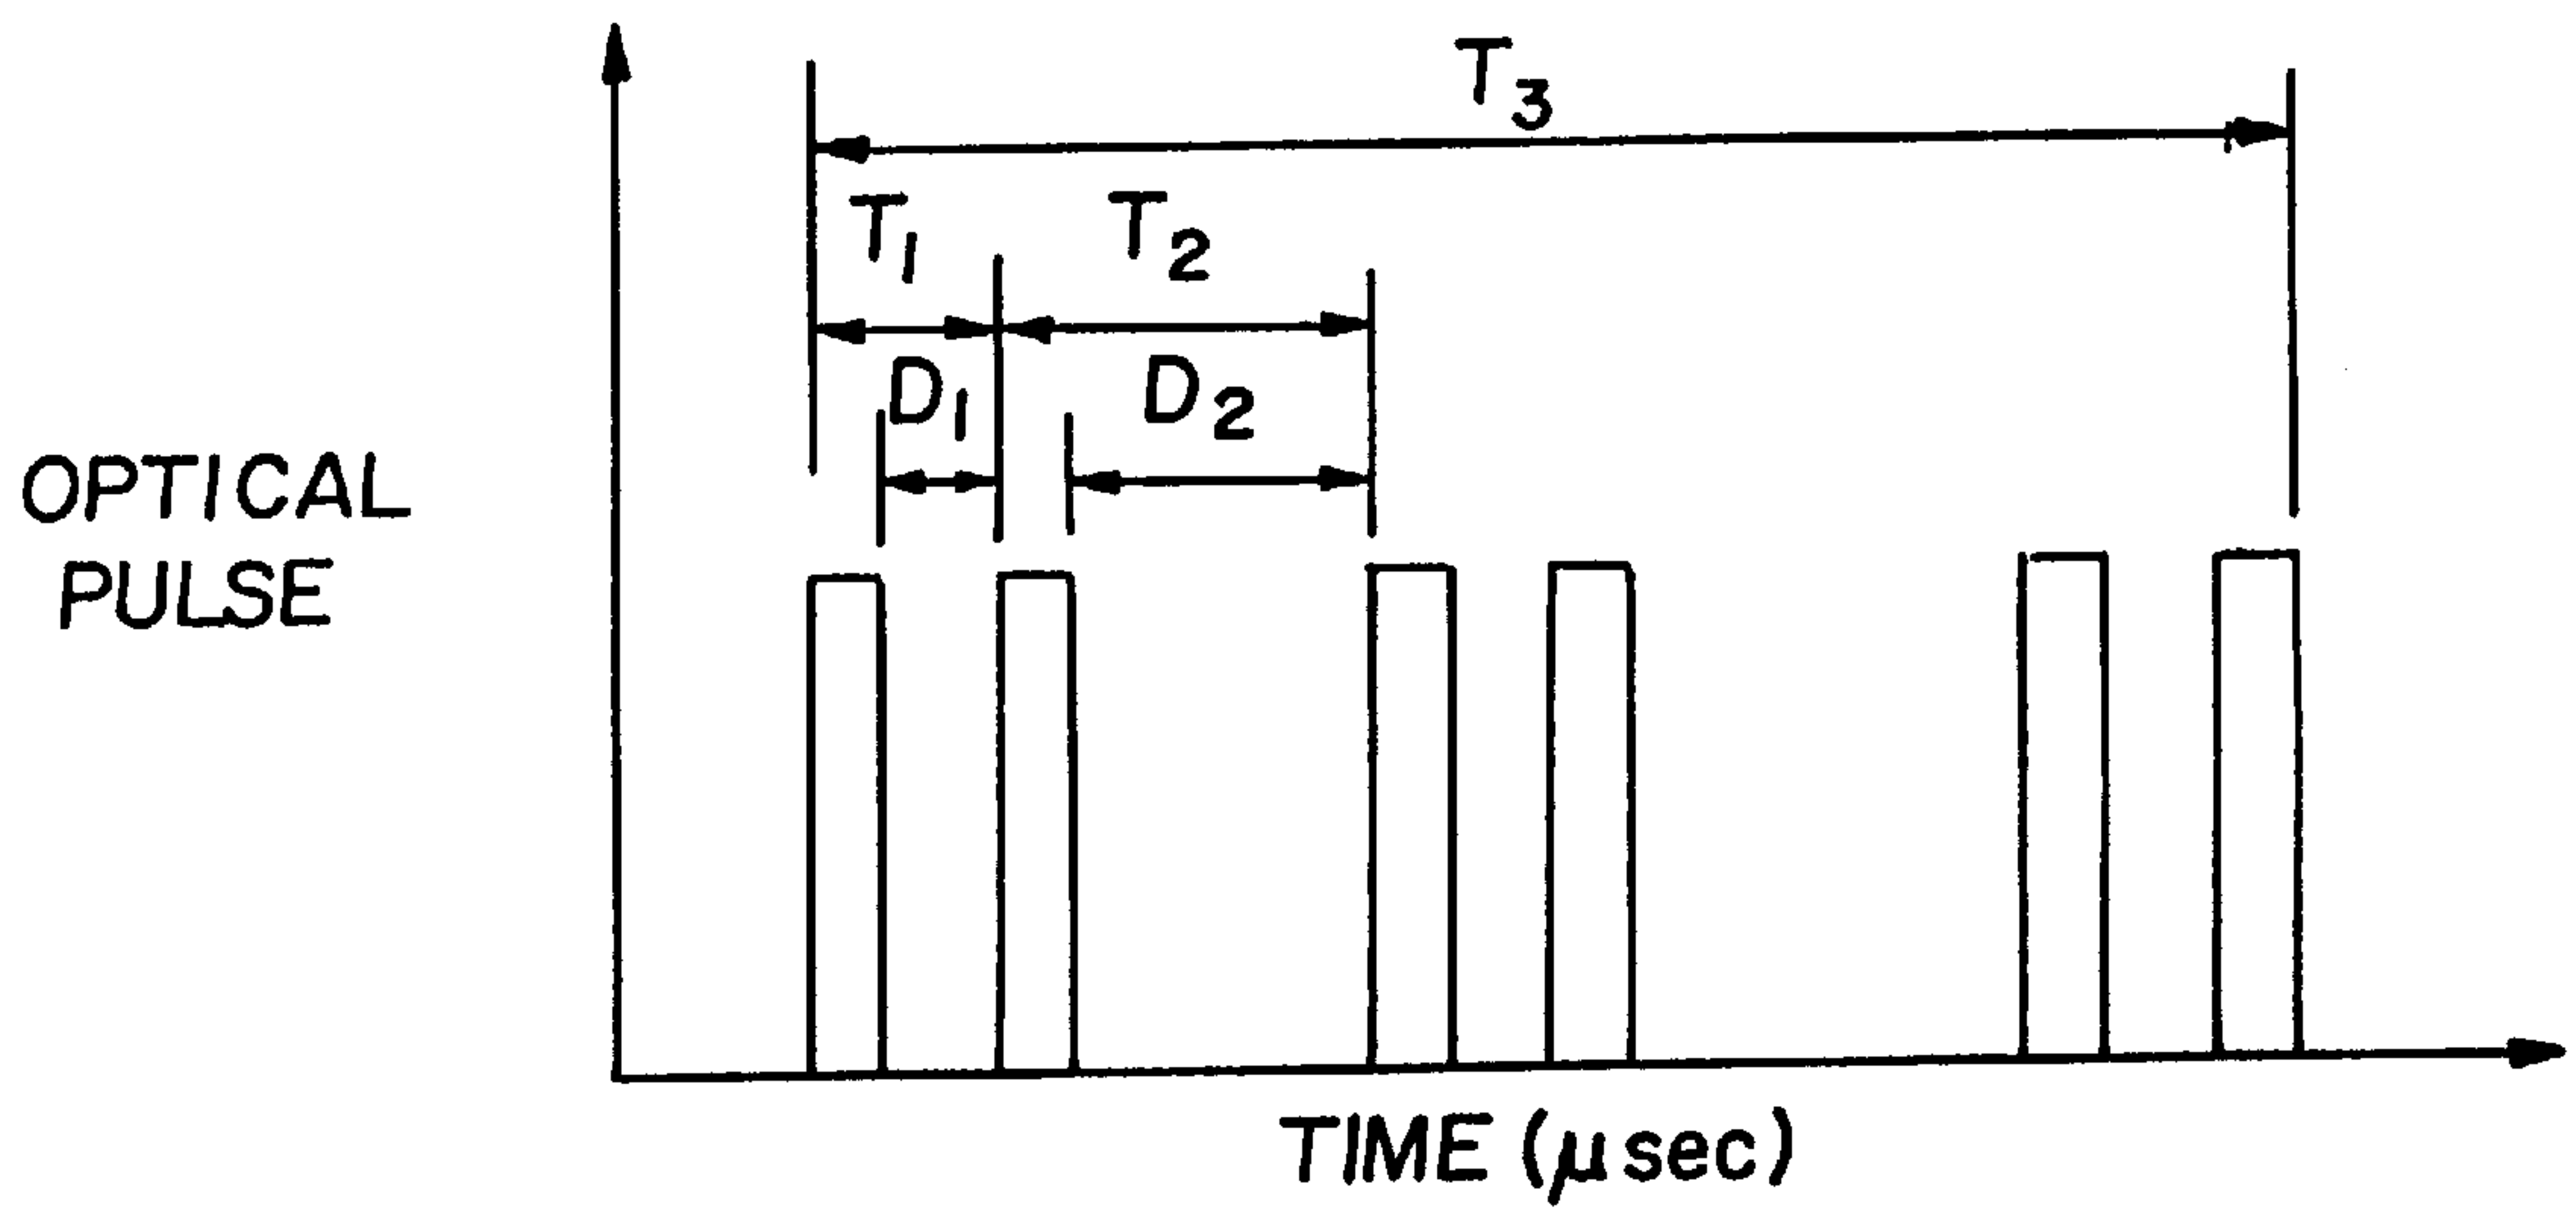 T3
T1
T2
D1
D2
OPTICAL
PULSE
TIME (μsec)